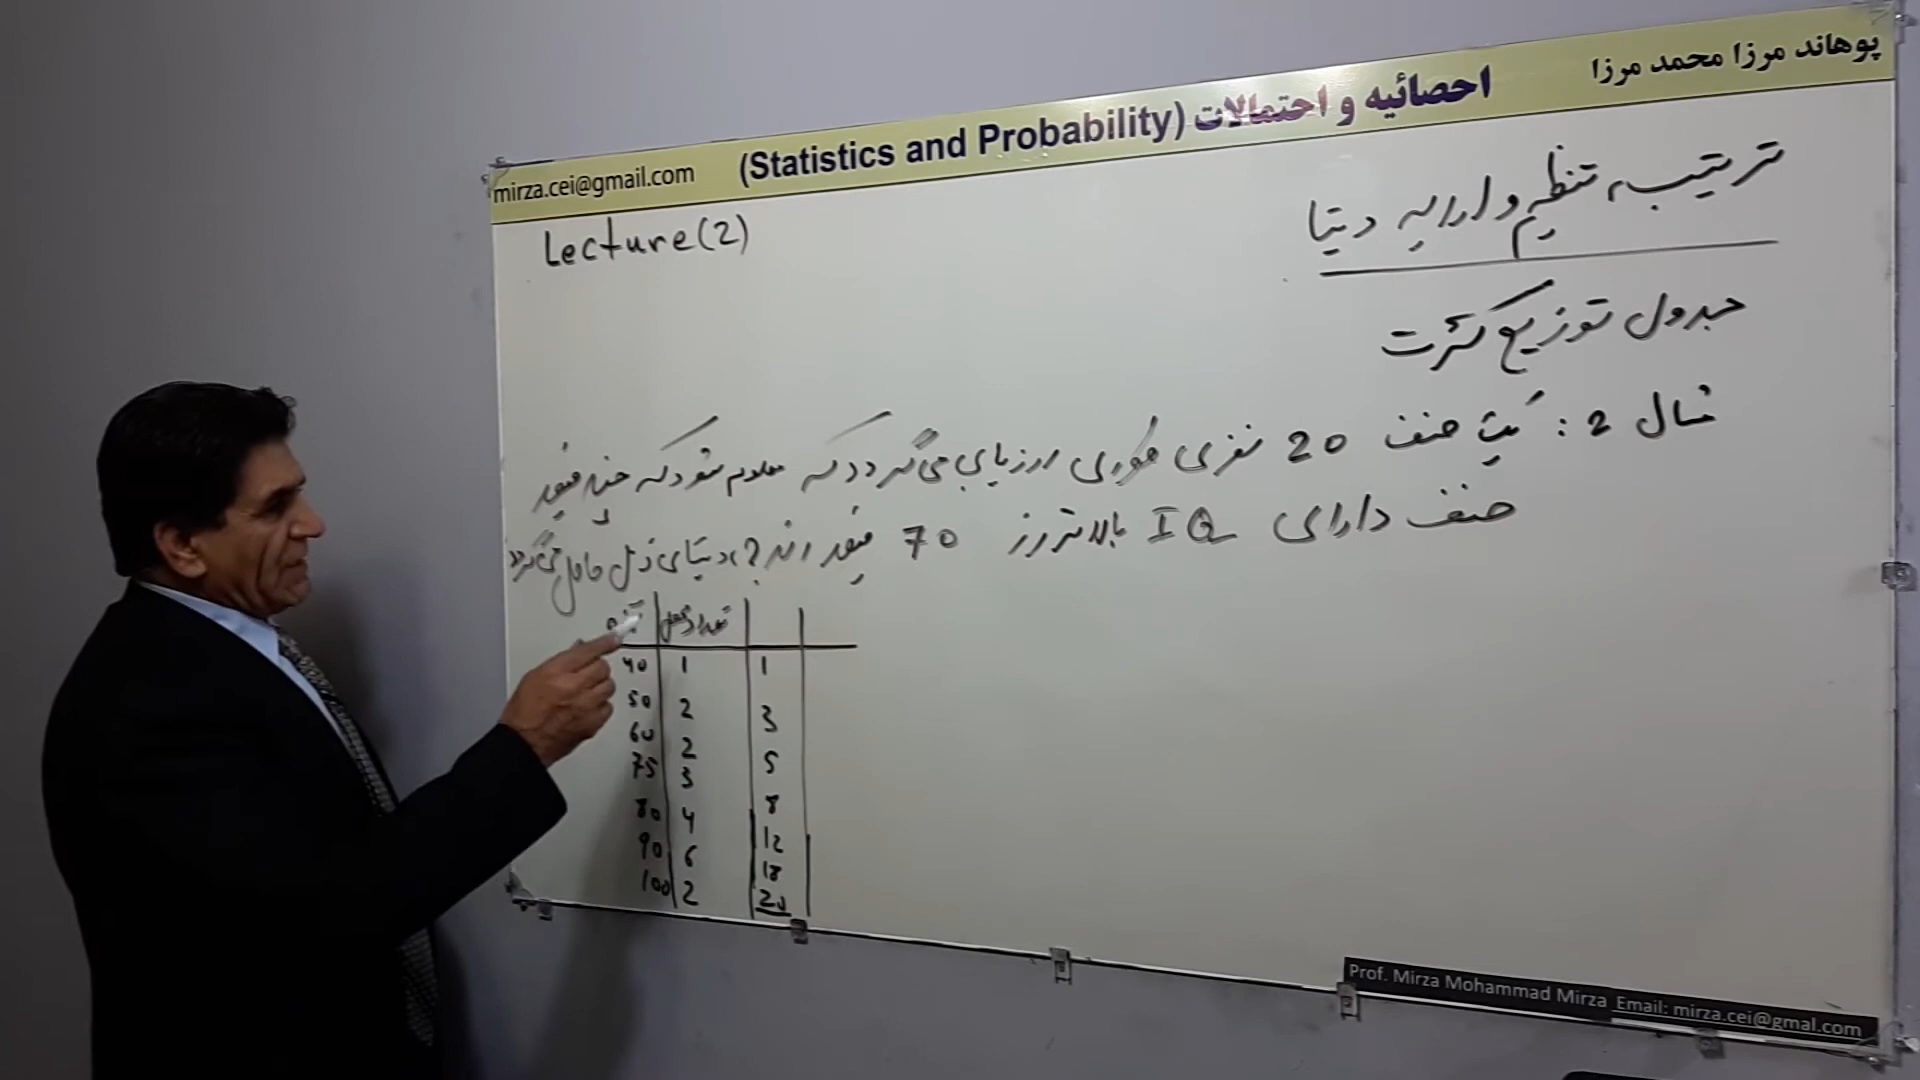 پوهاند مرزا محمد مرزا
احصائیه و احتمالات (Statistics and Probability)
mirza.cei@gmail.com
Lecture(2)
ترتیب، تنظیم و ارایه دیتا
جدول توزیع کثرت
مثال 2 : یک صنف 20 نفری طوری ارزیابی می گردد که معلوم شود که چند فیصد
صنف دارای IQ بالاتر از 70 فیصد اند؟ دیتای ذیل حاصل می گردد
تعداد محصل
40 1 1
50 2 3
60 2 5
75 3 8
80 4 12
90 6 18
100 2 20
Prof. Mirza Mohammad Mirza Email: mirza.cei@gmal.com